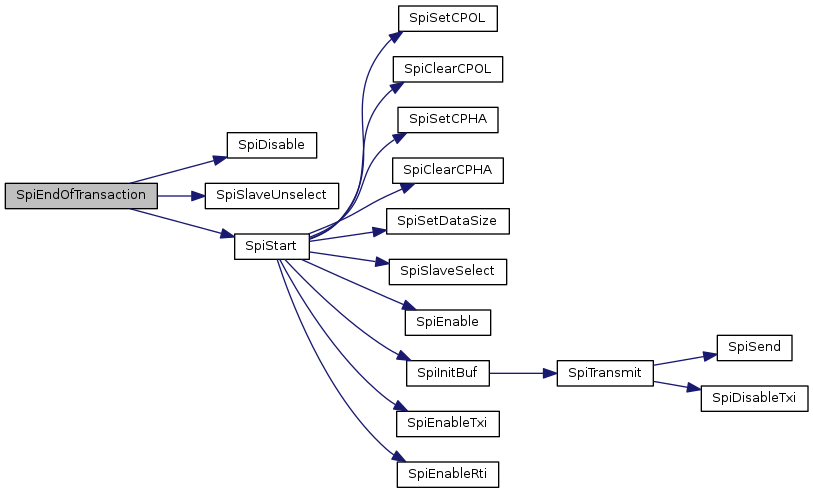 SpiSetCPOL
SpiClearCPOL
SpiSetCPHA
SpiDisable
SpiClearCPHA
SpiEndOfTransaction
SpiSlaveUnselect
SpiSetDataSize
SpiStart
SpiSlaveSelect
SpiEnable
SpiSend
SpiInitBuf
SpiTransmit
SpiDisableTxi
SpiEnableTxi
SpiEnableRti